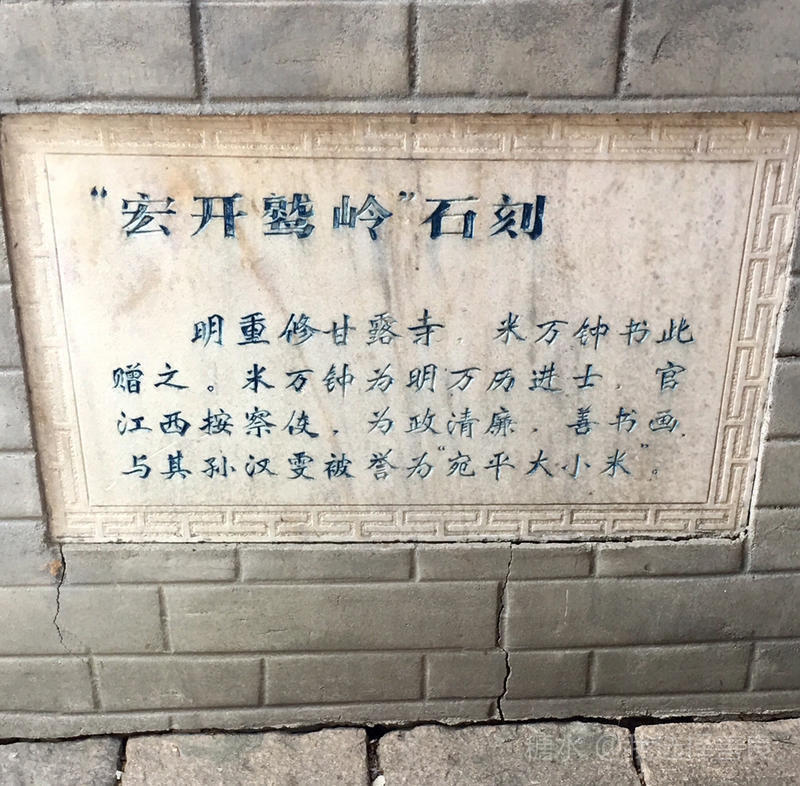 “宏开鹫岭”石刻
明重修甘露寺，米万钟书此
赠之。米万钟为明万历进士，官
江西按察使，为政清廉，善书画，
与其孙汉雯被誉为“宛平大小米”。
糖水 @